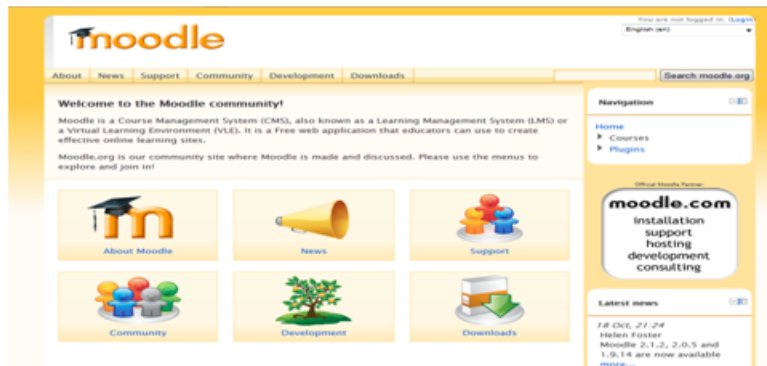 You are not logged in. (Login
moodle
English (en)
About News Support Community Development Downloads
Search moodle.org
Welcome to the Moodle community!
Moodle is a Course Management System (CMS), also known as a Learning Management System (LMS) or
a Virtual Learning Environment (VLE). It is a Free web application that educators can use to create
effective online learning sites.
Moodle.org is our community site where Moodle is made and discussed. Please use the menus to
explore and join in!
m
About Moodle
News
Support
Community
Development
Downloads
Navigation
Home
Courses
Plugins
Official Moodle Partner:
moodle.com
installation
support
hosting
development
consulting
Latest news
18 Oct, 21:24
Helen Foster
Moodle 2.1.2, 2.0.5 and
1.9.14 are now available
more...